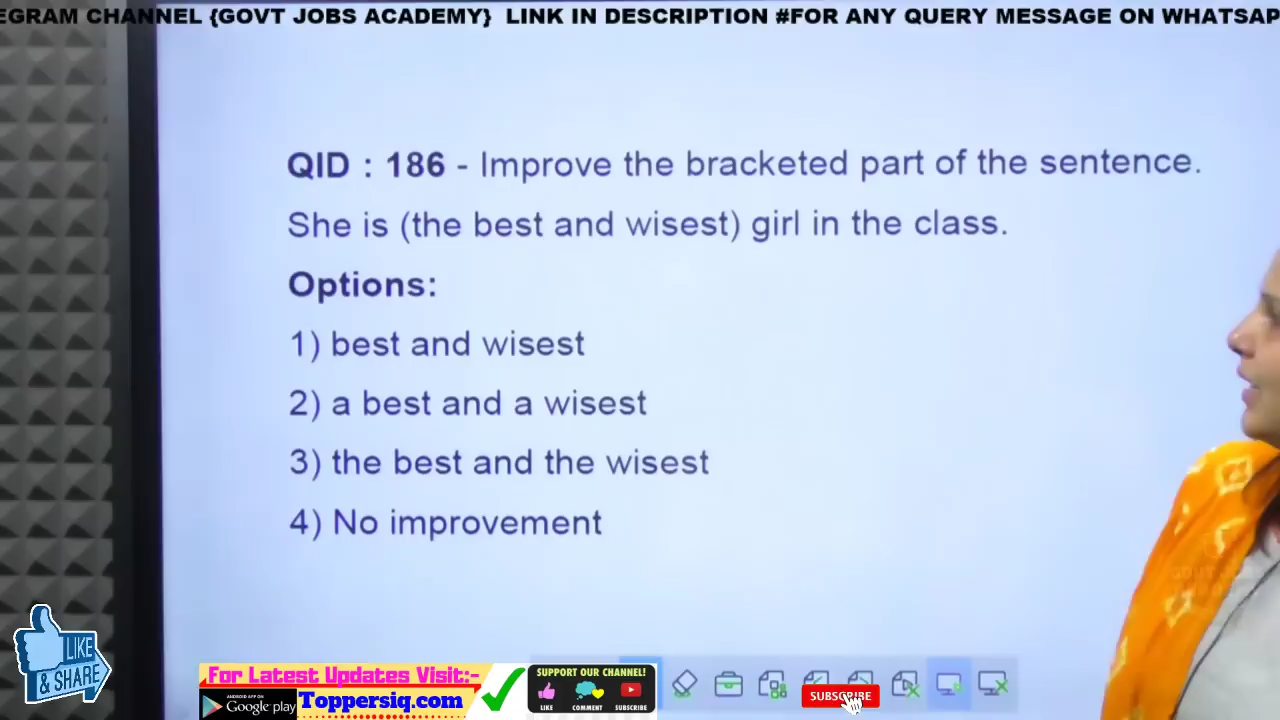 EGRAM CHANNEL {GOVT JOBS ACADEMY} LINK IN DESCRIPTION #FOR ANY QUERY MESSAGE ON WHATSAP
QID : 186 - Improve the bracketed part of the sentence.
She is (the best and wisest) girl in the class.
Options:
1) best and wisest
2) a best and a wisest
3) the best and the wisest
4) No improvement
LIKE
& SHARE
For Latest Updates Visit:-
ANDROID APP ON
Google play
Toppersiq.com
SUPPORT OUR CHANNEL!
LIKE COMMENT SUBSCRIBE
SUBSCRIBE